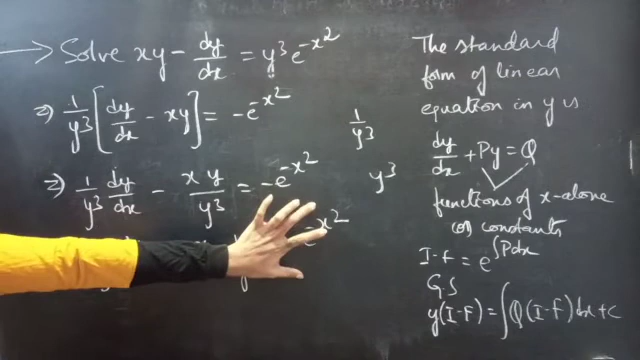 → Solve xy - dy/dx = y³ e^(-x²)
⇒ 1/y³ [dy/dx - xy] = -e^(-x²)
1/y³
⇒ 1/y³ dy/dx - x y/y³ = -e^(-x²)
y³
e^(-x²)
The standard
form of linear
equation in y is
dy/dx + Py = Q
functions of x-alone
(or) constants
I-f = e^(∫Pdx)
G.S
y(I-F) = ∫Q(I-F)dx+c